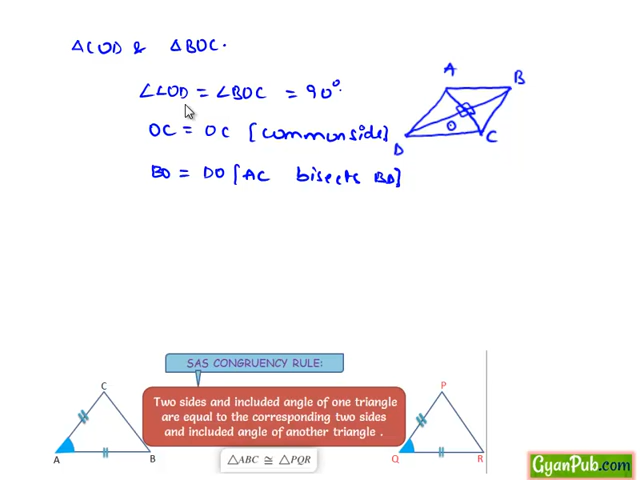 △COD & △BOC.
∠COD = ∠BOC = 90°.
OC = OC [common side]
BO = DO [AC bisects BD]
A
B
O
D
C
SAS CONGRUENCY RULE:
C
P
Two sides and included angle of one triangle
are equal to the corresponding two sides
and included angle of another triangle .
A
B
△ABC ≅ △PQR
Q
R
GyanPub.com